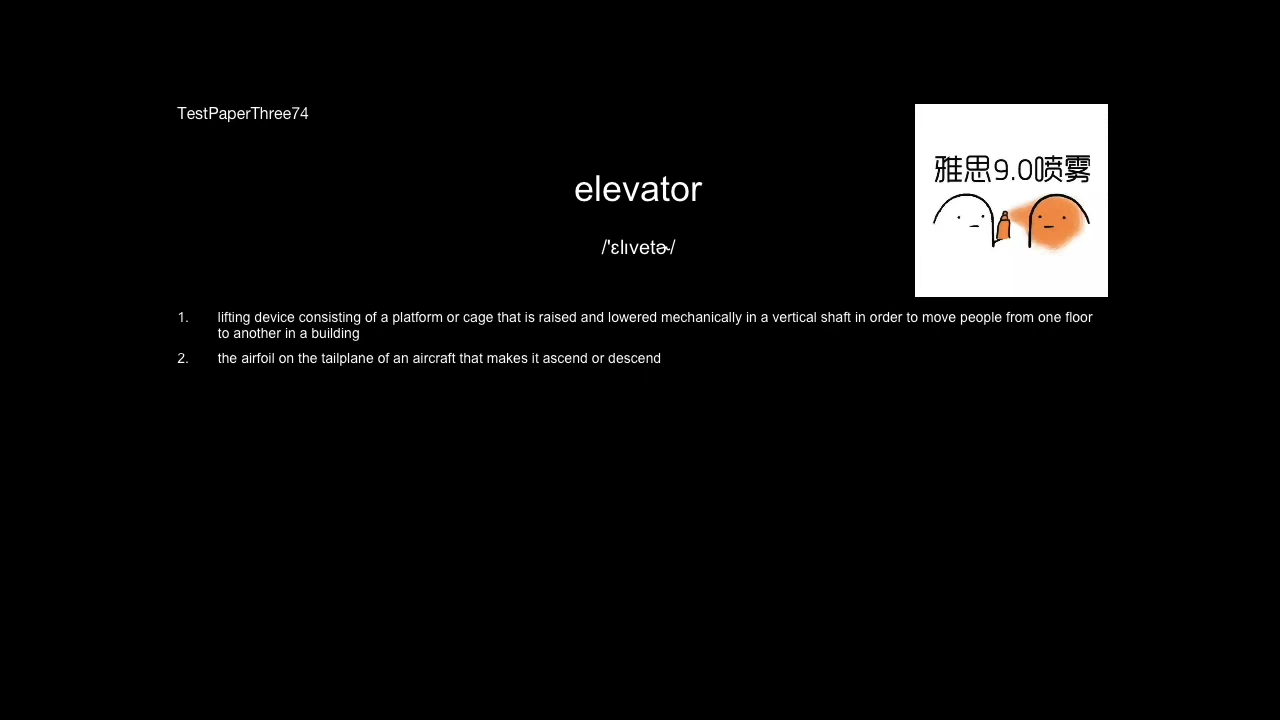 TestPaperThree74
雅思9.0喷雾
elevator
/'ɛlɪvetɚ/
1. lifting device consisting of a platform or cage that is raised and lowered mechanically in a vertical shaft in order to move people from one floor
to another in a building
2. the airfoil on the tailplane of an aircraft that makes it ascend or descend